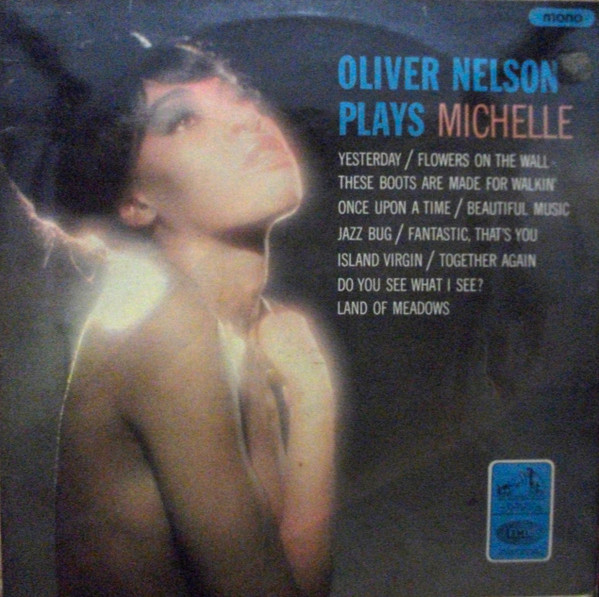 mono
OLIVER NELSON
PLAYS MICHELLE
YESTERDAY / FLOWERS ON THE WALL
THESE BOOTS ARE MADE FOR WALKIN'
ONCE UPON A TIME / BEAUTIFUL MUSIC
JAZZ BUG / FANTASTIC, THAT'S YOU
ISLAND VIRGIN / TOGETHER AGAIN
DO YOU SEE WHAT I SEE?
LAND OF MEADOWS
EMI